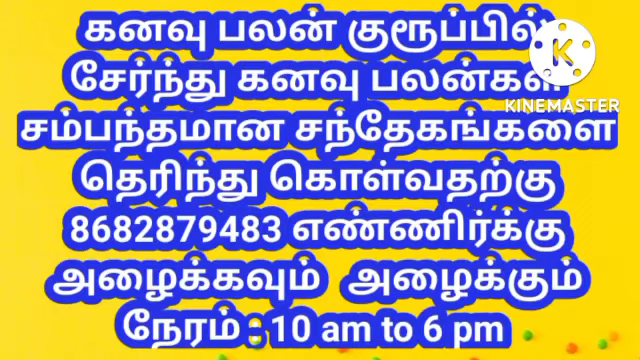 கனவு பலன் குரூப்பில்
சேர்ந்து கனவு பலன்கள்
KINEMASTER
சம்பந்தமான சந்தேகங்களை
தெரிந்து கொள்வதற்கு
8682879483 எண்ணிர்க்கு
அழைக்கவும் அழைக்கும்
நேரம் : 10 am to 6 pm